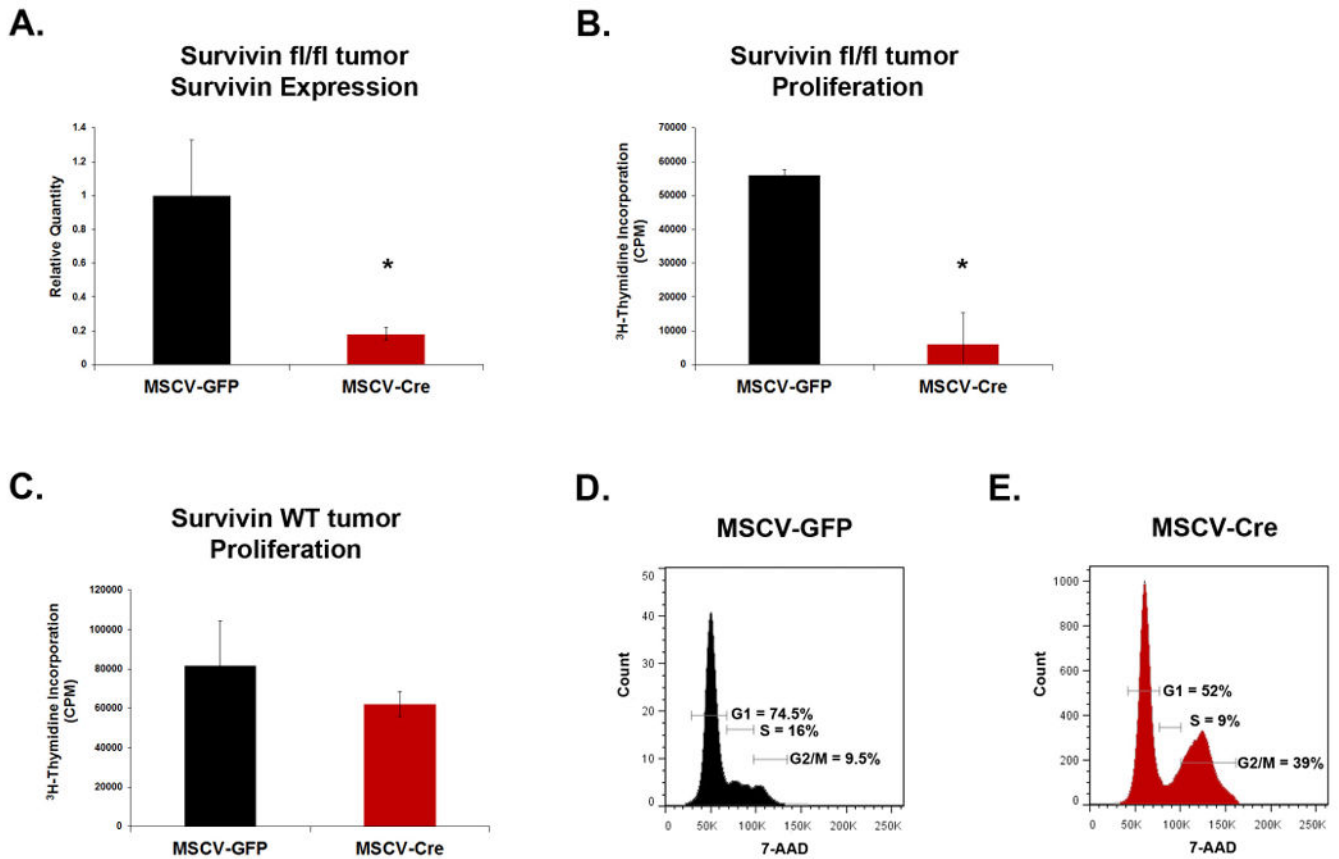 A.
Survivin fl/fl tumor
Survivin Expression
Relative Quantity
1.4
1.2
1
0.8
0.6
0.4
0.2
0
*
MSCV-GFP
MSCV-Cre
B.
Survivin fl/fl tumor
Proliferation
³H-Thymidine Incorporation
(CPM)
70000
60000
50000
40000
30000
20000
10000
0
*
MSCV-GFP
MSCV-Cre
C.
Survivin WT tumor
Proliferation
³H-Thymidine Incorporation
(CPM)
120000
100000
80000
60000
40000
20000
0
MSCV-GFP
MSCV-Cre
D.
MSCV-GFP
Count
50
40
30
20
10
0
G1 = 74.5%
S = 16%
G2/M = 9.5%
0 50K 100K 150K 200K 250K
7-AAD
E.
MSCV-Cre
Count
1000
800
600
400
200
0
G1 = 52%
S = 9%
G2/M = 39%
0 50K 100K 150K 200K 250K
7-AAD